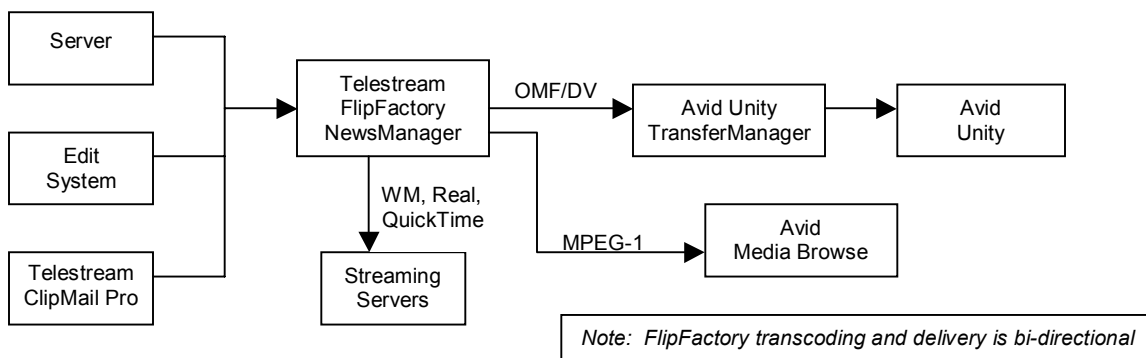 Server
Edit
System
Telestream
ClipMail Pro
Telestream
FlipFactory
NewsManager
OMF/DV
Avid Unity
TransferManager
Avid
Unity
WM, Real,
QuickTime
Streaming
Servers
MPEG-1
Avid
Media Browse
Note: FlipFactory transcoding and delivery is bi-directional